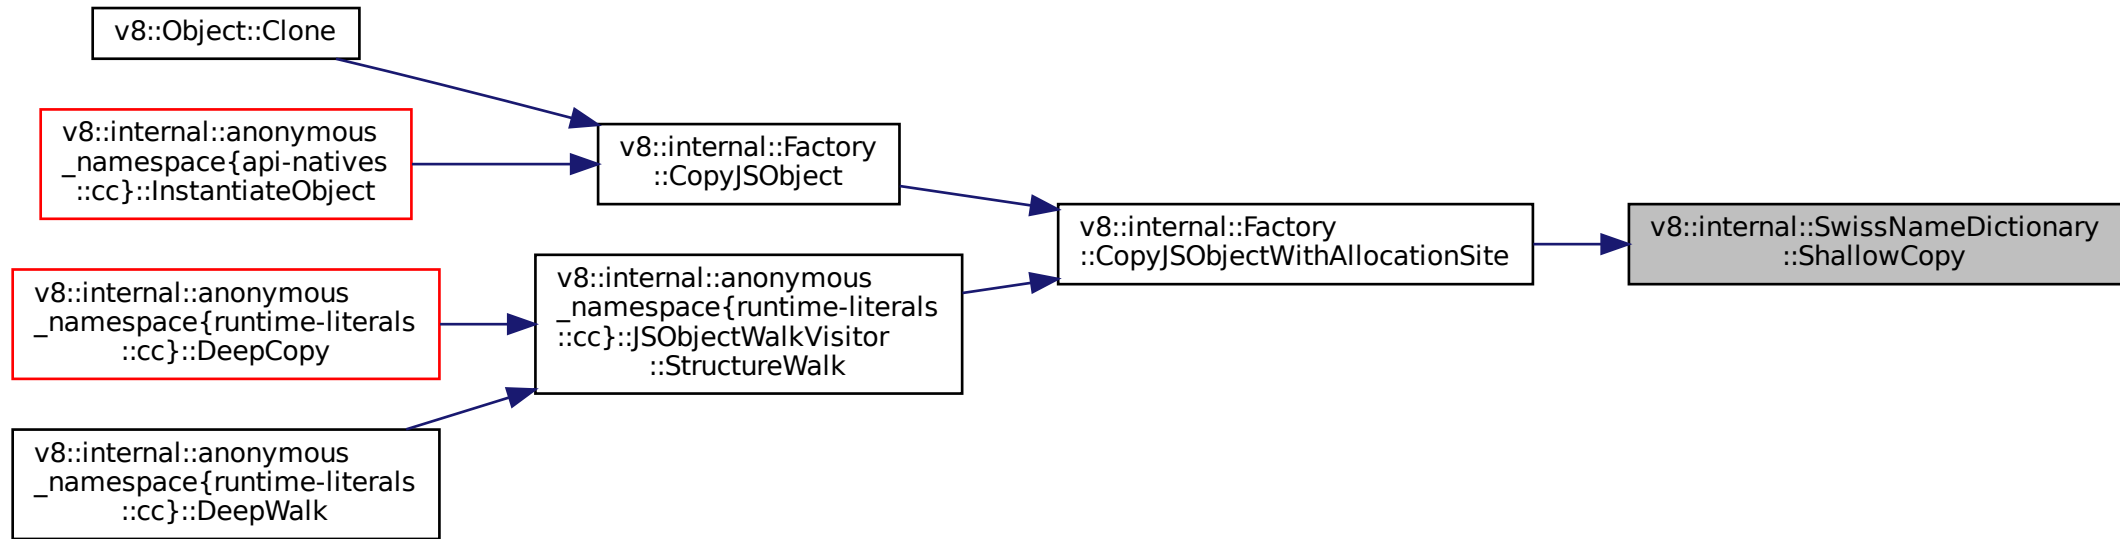 v8::Object::Clone
v8::internal::anonymous
_namespace{api-natives
::cc}::InstantiateObject
v8::internal::Factory
::CopyJSObject
v8::internal::Factory
::CopyJSObjectWithAllocationSite
v8::internal::SwissNameDictionary
::ShallowCopy
v8::internal::anonymous
_namespace{runtime-literals
::cc}::JSObjectWalkVisitor
::StructureWalk
v8::internal::anonymous
_namespace{runtime-literals
::cc}::DeepCopy
v8::internal::anonymous
_namespace{runtime-literals
::cc}::DeepWalk